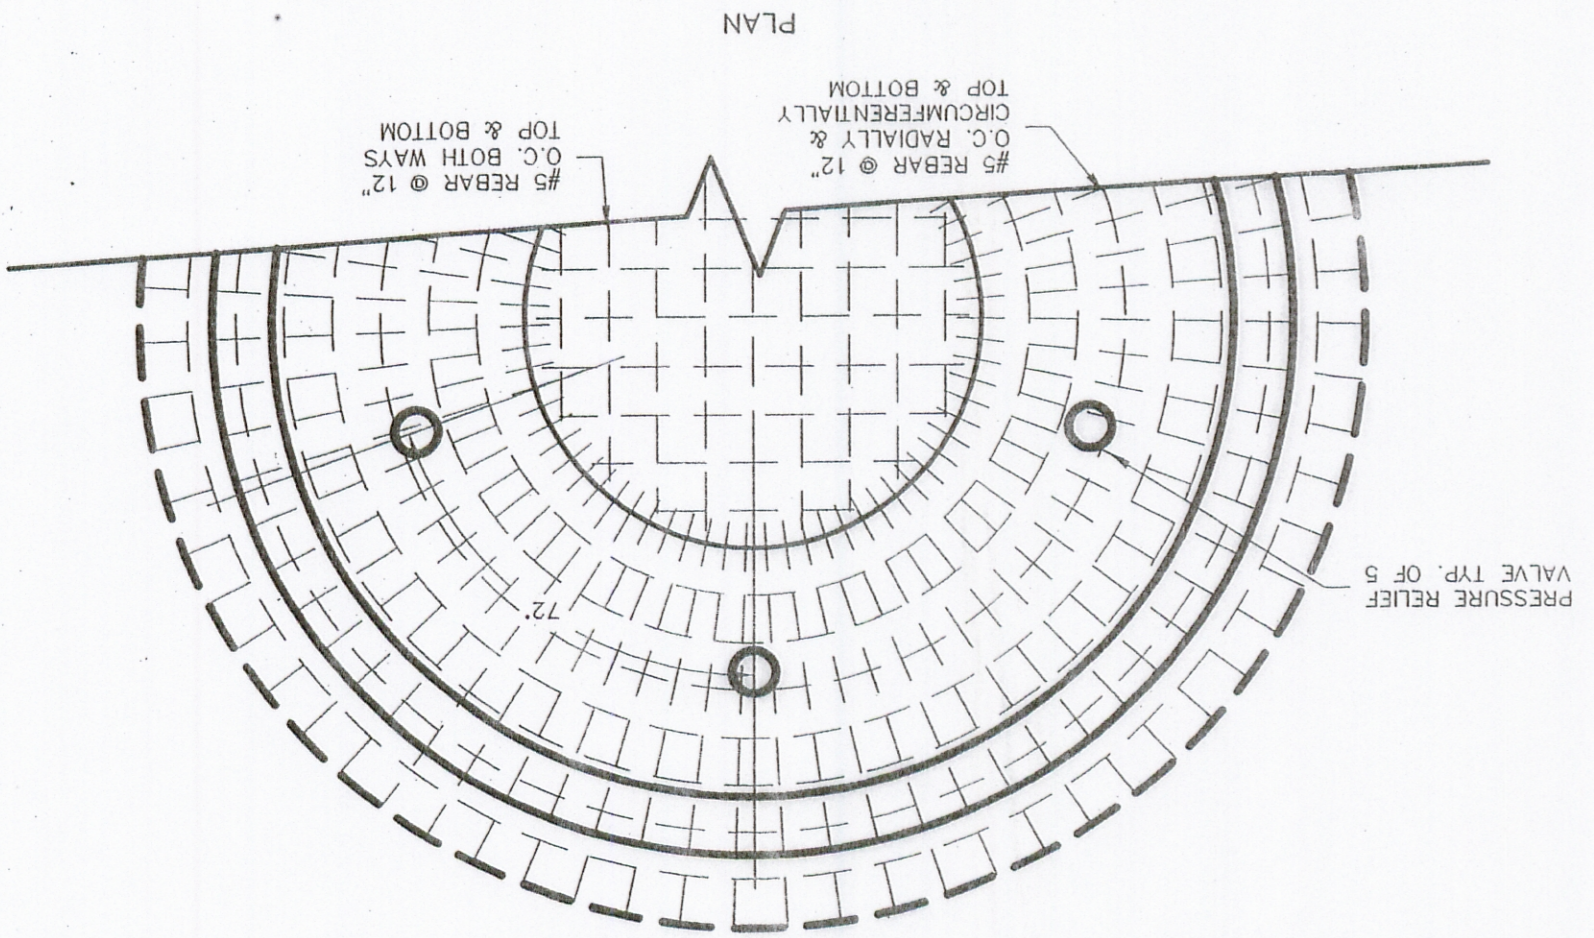 PRESSURE RELIEF
VALVE TYP. OF 5
72°
#5 REBAR @ 12"
O.C. RADIALLY &
CIRCUMFERENTIALLY
TOP & BOTTOM
#5 REBAR @ 12"
O.C. BOTH WAYS
TOP & BOTTOM
PLAN